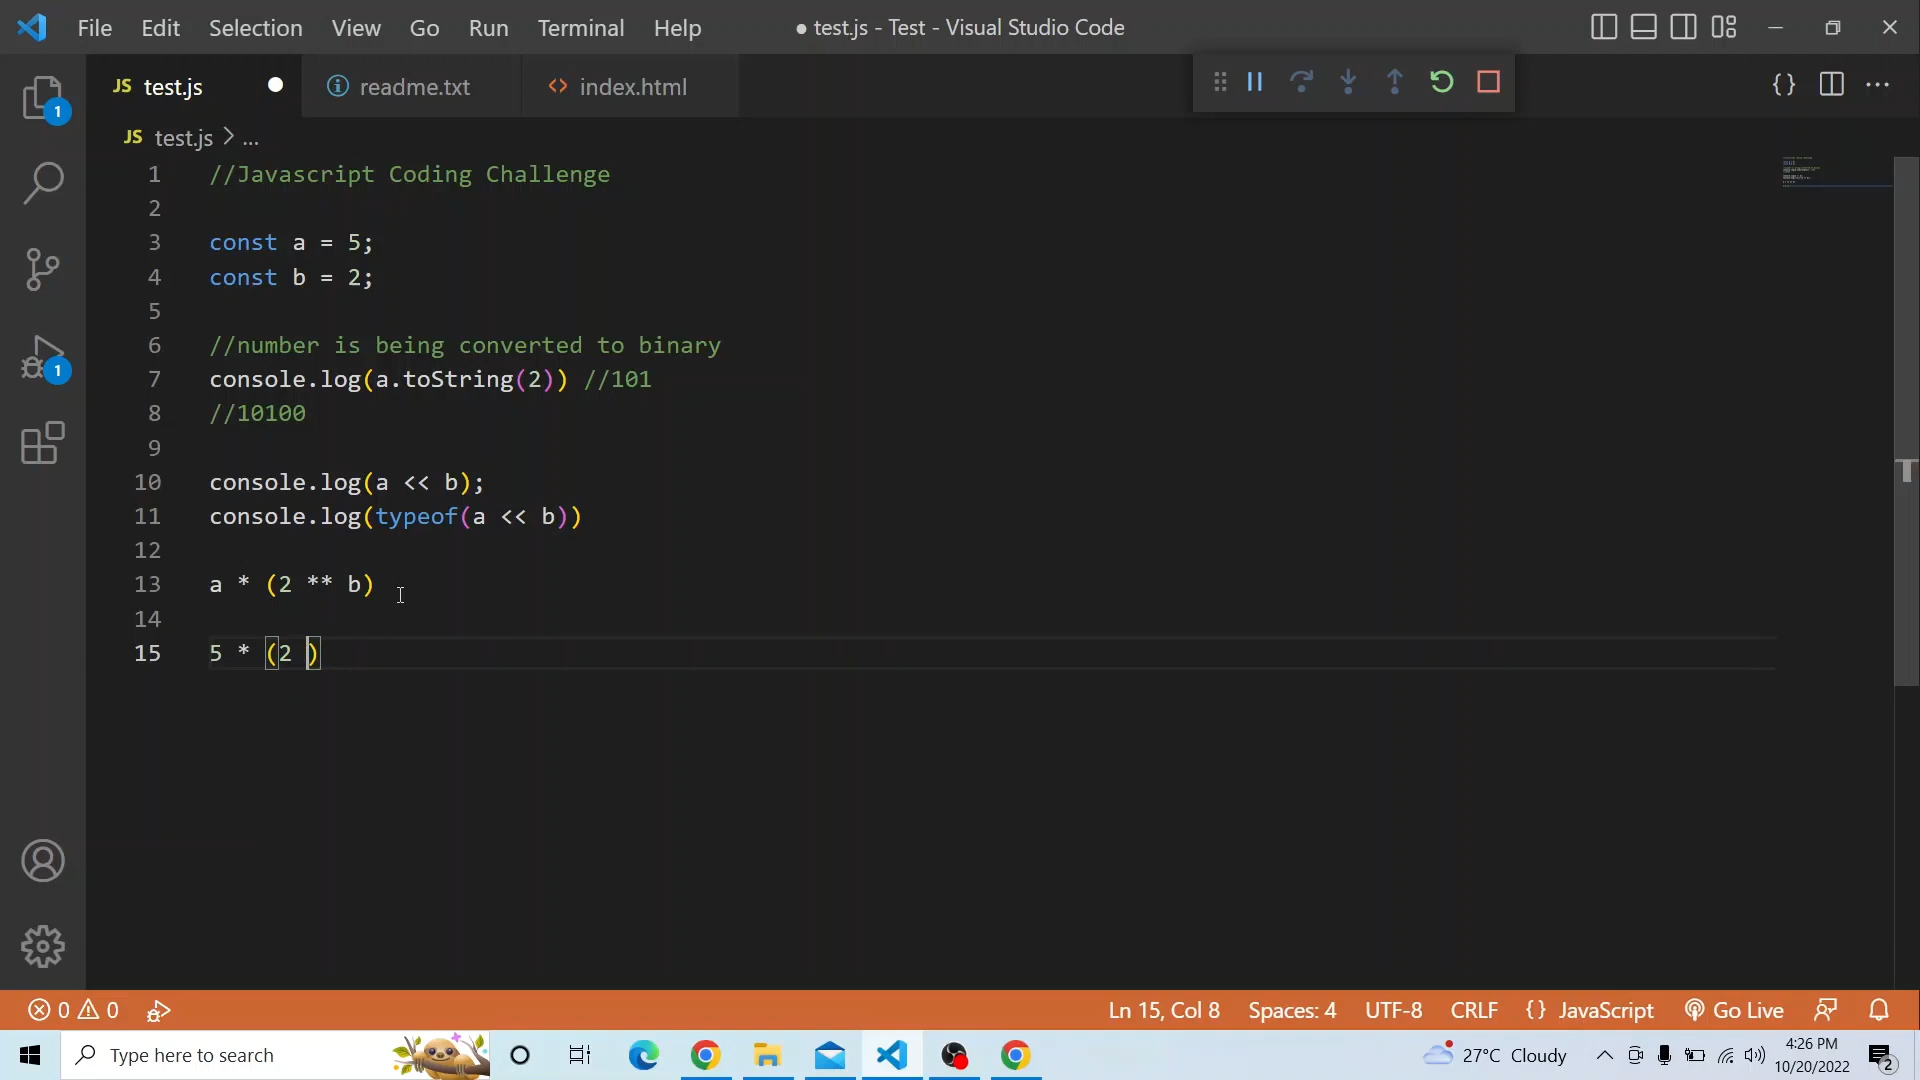 File Edit Selection View Go Run Terminal Help ● test.js - Test - Visual Studio Code
JS test.js ● readme.txt <> index.html
JS test.js > ...
1 //Javascript Coding Challenge
2
3 const a = 5;
4 const b = 2;
5
6 //number is being converted to binary
7 console.log(a.toString(2)) //101
8 //10100
9
10 console.log(a << b);
11 console.log(typeof(a << b))
12
13 a * (2 ** b)
14
15 5 * (2 )
1
1
0 0 Ln 15, Col 8 Spaces: 4 UTF-8 CRLF {} JavaScript Go Live
Type here to search 27°C Cloudy 4:26 PM
10/20/2022 2